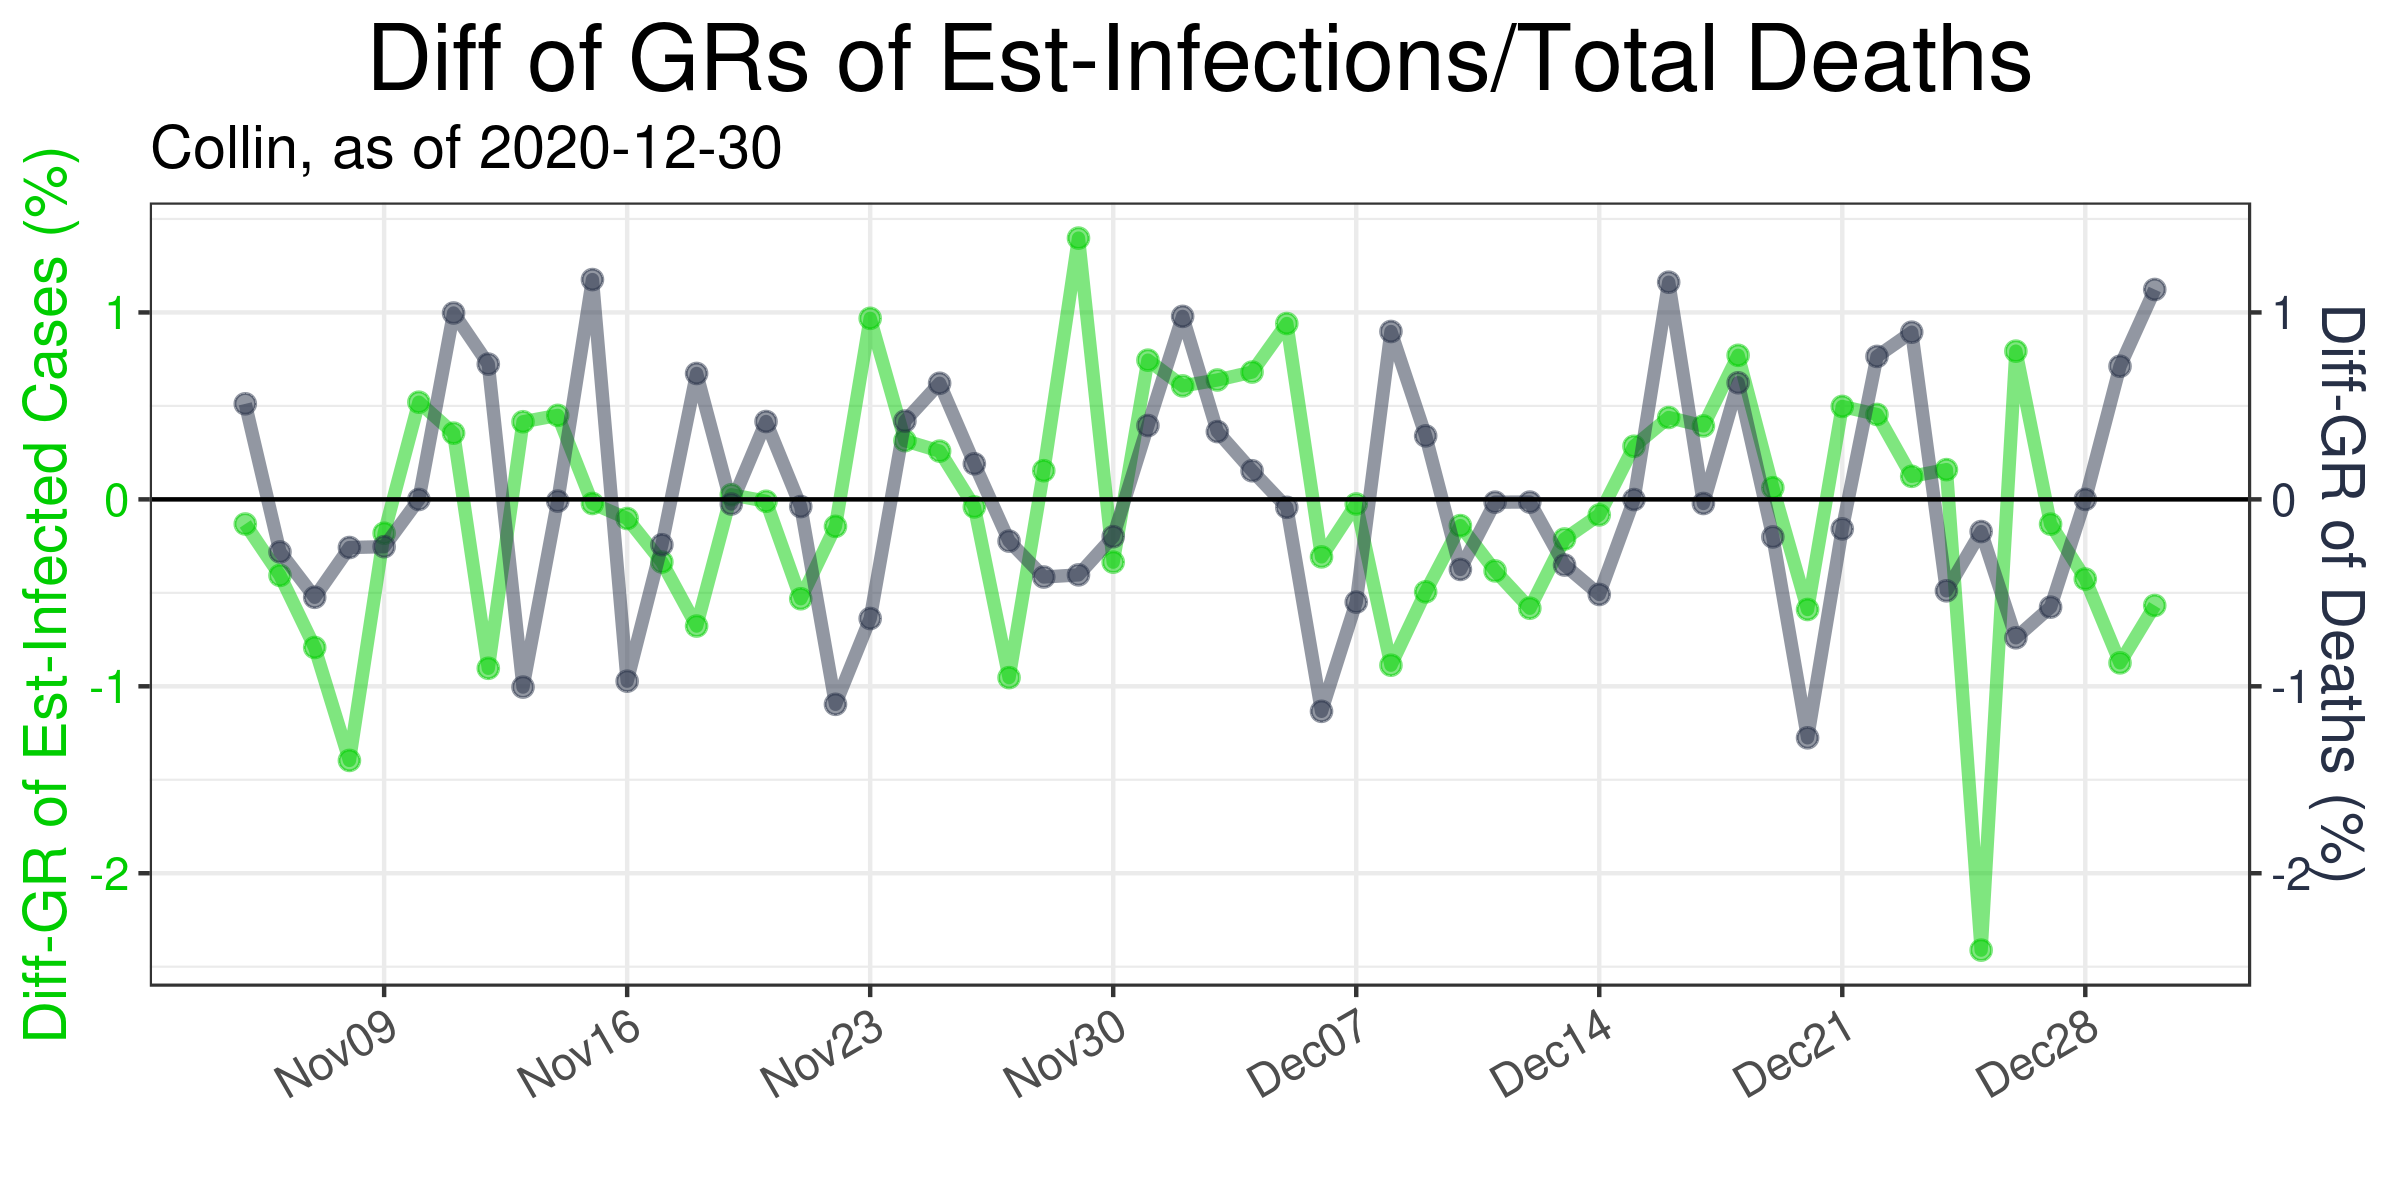 Diff of GRs of Est-Infections/Total Deaths
Collin, as of 2020-12-30
Diff-GR of Est-Infected Cases (%)
1
0
-1
-2
1
0
-1
-2
Diff-GR of Deaths (%)
Nov09
Nov16
Nov23
Nov30
Dec07
Dec14
Dec21
Dec28